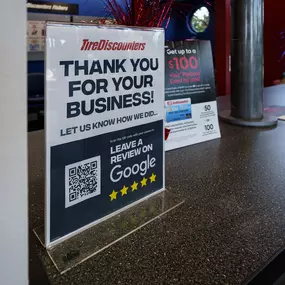 TIREDISCOUNTERS
THANK YOU
FOR YOUR
BUSINESS!
LET US KNOW HOW WE DID.
LEAVE A
REVIEW ON
Google
Get up to
$100
50
100